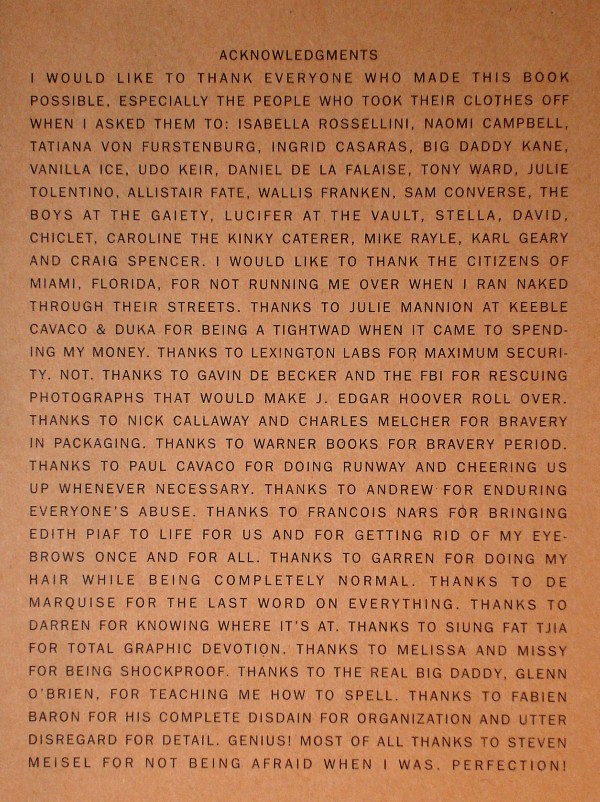 ACKNOWLEDGMENTS
I WOULD LIKE TO THANK EVERYONE WHO MADE THIS BOOK
POSSIBLE, ESPECIALLY THE PEOPLE WHO TOOK THEIR CLOTHES OFF
WHEN I ASKED THEM TO: ISABELLA ROSSELLINI, NAOMI CAMPBELL,
TATIANA VON FURSTENBURG, INGRID CASARAS, BIG DADDY KANE,
VANILLA ICE, UDO KEIR, DANIEL DE LA FALAISE, TONY WARD, JULIE
TOLENTINO, ALLISTAIR FATE, WALLIS FRANKEN, SAM CONVERSE, THE
BOYS AT THE GAIETY, LUCIFER AT THE VAULT, STELLA, DAVID,
CHICLET, CAROLINE THE KINKY CATERER, MIKE RAYLE, KARL GEARY
AND CRAIG SPENCER. I WOULD LIKE TO THANK THE CITIZENS OF
MIAMI, FLORIDA, FOR NOT RUNNING ME OVER WHEN I RAN NAKED
THROUGH THEIR STREETS. THANKS TO JULIE MANNION AT KEEBLE
CAVACO & DUKA FOR BEING A TIGHTWAD WHEN IT CAME TO SPEND-
ING MY MONEY. THANKS TO LEXINGTON LABS FOR MAXIMUM SECURI-
TY. NOT. THANKS TO GAVIN DE BECKER AND THE FBI FOR RESCUING
PHOTOGRAPHS THAT WOULD MAKE J. EDGAR HOOVER ROLL OVER.
THANKS TO NICK CALLAWAY AND CHARLES MELCHER FOR BRAVERY
IN PACKAGING. THANKS TO WARNER BOOKS FOR BRAVERY PERIOD.
THANKS TO PAUL CAVACO FOR DOING RUNWAY AND CHEERING US
UP WHENEVER NECESSARY. THANKS TO ANDREW FOR ENDURING
EVERYONE'S ABUSE. THANKS TO FRANCOIS NARS FOR BRINGING
EDITH PIAF TO LIFE FOR US AND FOR GETTING RID OF MY EYE-
BROWS ONCE AND FOR ALL. THANKS TO GARREN FOR DOING MY
HAIR WHILE BEING COMPLETELY NORMAL. THANKS TO DE
MARQUISE FOR THE LAST WORD ON EVERYTHING. THANKS TO
DARREN FOR KNOWING WHERE IT'S AT. THANKS TO SIUNG FAT TJIA
FOR TOTAL GRAPHIC DEVOTION. THANKS TO MELISSA AND MISSY
FOR BEING SHOCKPROOF. THANKS TO THE REAL BIG DADDY, GLENN
O'BRIEN, FOR TEACHING ME HOW TO SPELL. THANKS TO FABIEN
BARON FOR HIS COMPLETE DISDAIN FOR ORGANIZATION AND UTTER
DISREGARD FOR DETAIL. GENIUS! MOST OF ALL THANKS TO STEVEN
MEISEL FOR NOT BEING AFRAID WHEN I WAS. PERFECTION!